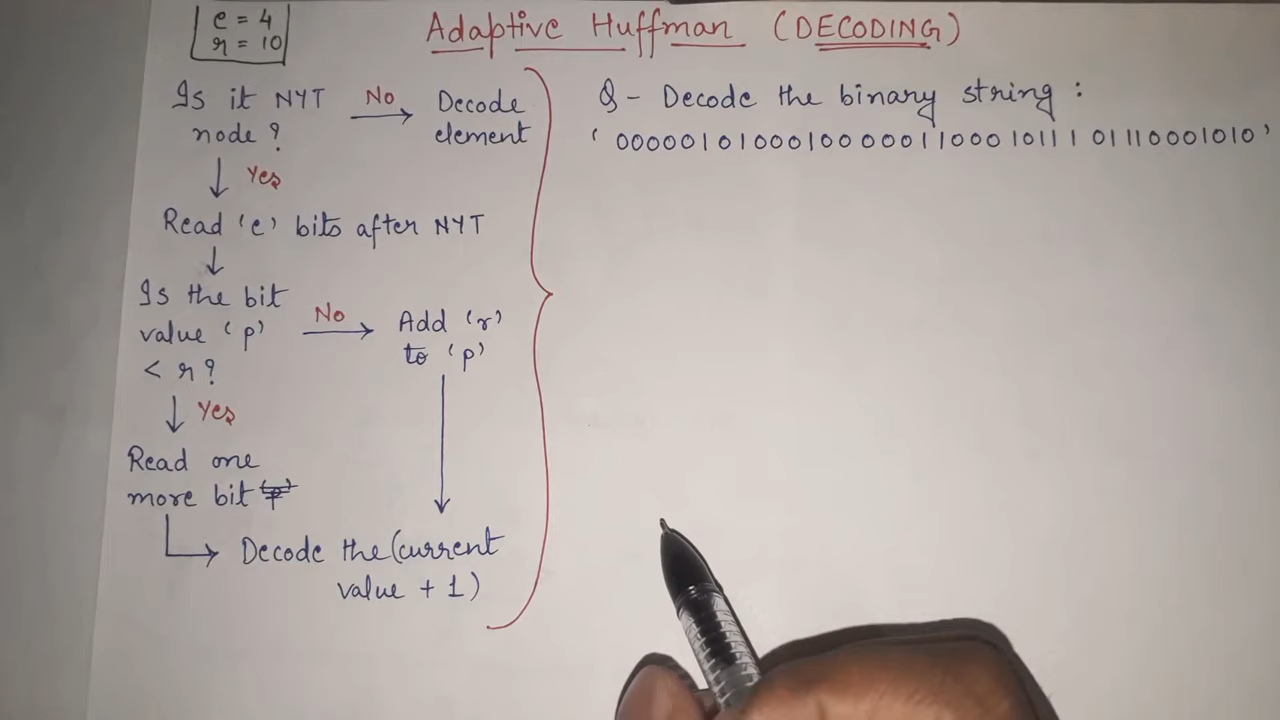 e = 4
r = 10
Adaptive Huffman (DECODING)
Is it NYT node?
No
Decode element
Yes
Read 'e' bits after NYT
Is the bit value 'p' < r?
No
Add 'r' to 'p'
Yes
Read one more bit
Decode the (current value + 1)
Q - Decode the binary string :
'00000101000100000110001011101110001010'